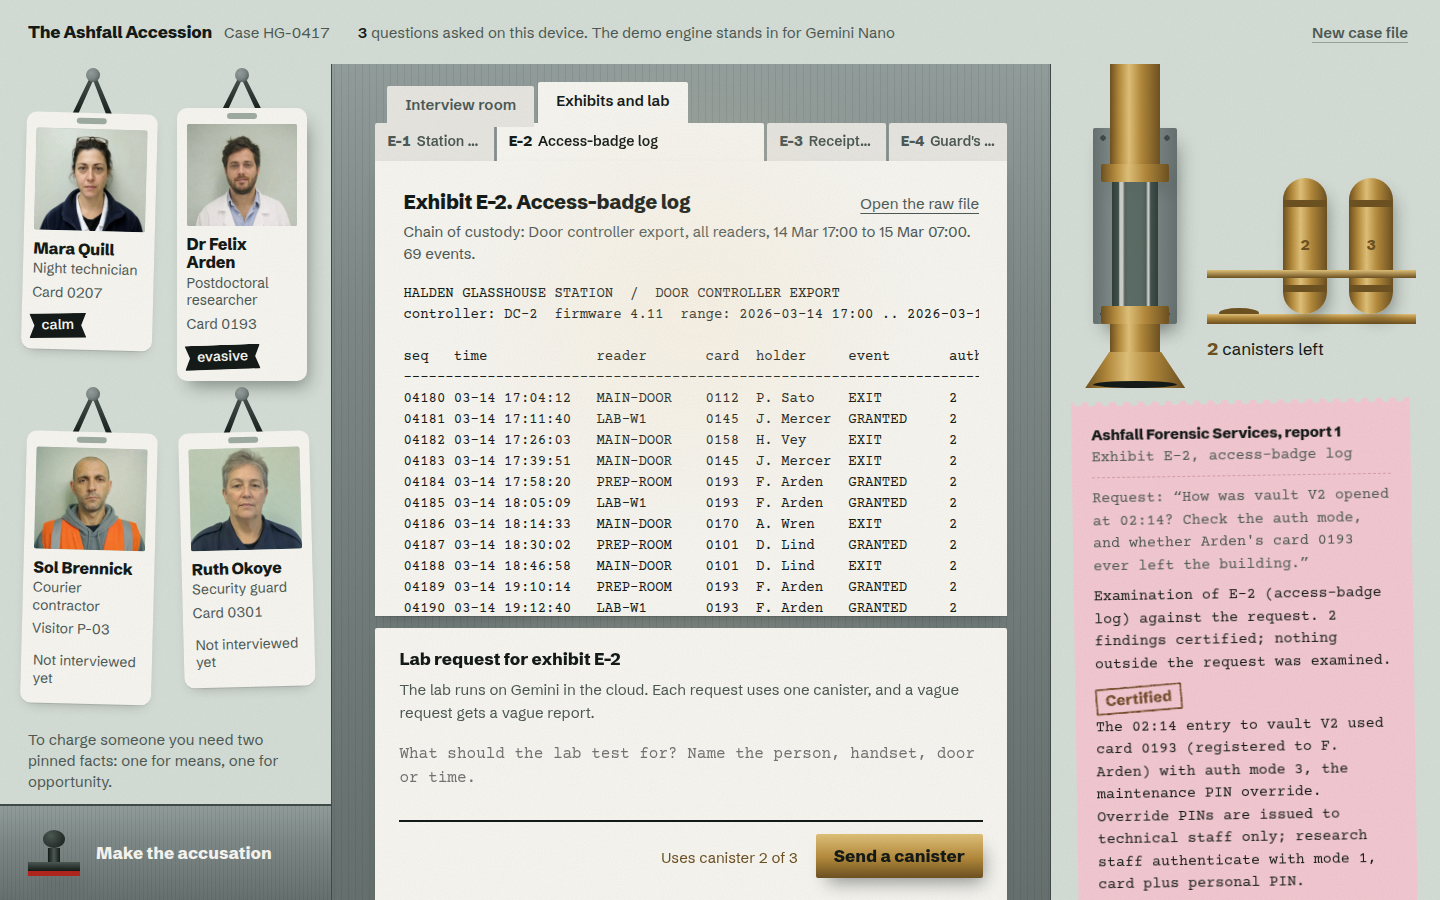 The Ashfall Accession Case HG-0417 3 questions asked on this device. The demo engine stands in for Gemini Nano New case file
Mara Quill
Night technician
Card 0207
calm
Dr Felix
Arden
Postdoctoral
researcher
Card 0193
evasive
Sol Brennick
Courier
contractor
Visitor P-03
Not interviewed
yet
Ruth Okoye
Security guard
Card 0301
Not interviewed
yet
To charge someone you need two
pinned facts: one for means, one for
opportunity.
Make the accusation
Interview room Exhibits and lab
E-1 Station ... E-2 Access-badge log E-3 Receipt... E-4 Guard's ...
Exhibit E-2. Access-badge log Open the raw file
Chain of custody: Door controller export, all readers, 14 Mar 17:00 to 15 Mar 07:00.
69 events.
HALDEN GLASSHOUSE STATION / DOOR CONTROLLER EXPORT
controller: DC-2 firmware 4.11 range: 2026-03-14 17:00 .. 2026-03-1
seq time reader card holder event auth
04180 03-14 17:04:12 MAIN-DOOR 0112 P. Sato EXIT 2
04181 03-14 17:11:40 LAB-W1 0145 J. Mercer GRANTED 2
04182 03-14 17:26:03 MAIN-DOOR 0158 H. Vey EXIT 2
04183 03-14 17:39:51 MAIN-DOOR 0145 J. Mercer EXIT 2
04184 03-14 17:58:20 PREP-ROOM 0193 F. Arden GRANTED 2
04185 03-14 18:05:09 LAB-W1 0193 F. Arden GRANTED 2
04186 03-14 18:14:33 MAIN-DOOR 0170 A. Wren EXIT 2
04187 03-14 18:30:02 PREP-ROOM 0101 D. Lind GRANTED 2
04188 03-14 18:46:58 MAIN-DOOR 0101 D. Lind EXIT 2
04189 03-14 19:10:14 PREP-ROOM 0193 F. Arden GRANTED 2
04190 03-14 19:12:40 LAB-W1 0193 F. Arden GRANTED 2
Lab request for exhibit E-2
The lab runs on Gemini in the cloud. Each request uses one canister, and a vague
request gets a vague report.
What should the lab test for? Name the person, handset, door
or time.
Uses canister 2 of 3 Send a canister
2 3
2 canisters left
Ashfall Forensic Services, report 1
Exhibit E-2, access-badge log
Request: “How was vault V2 opened
at 02:14? Check the auth mode,
and whether Arden's card 0193
ever left the building.”
Examination of E-2 (access-badge
log) against the request. 2
findings certified; nothing
outside the request was examined.
Certified
The 02:14 entry to vault V2 used
card 0193 (registered to F.
Arden) with auth mode 3, the
maintenance PIN override.
Override PINs are issued to
technical staff only; research
staff authenticate with mode 1,
card plus personal PIN.